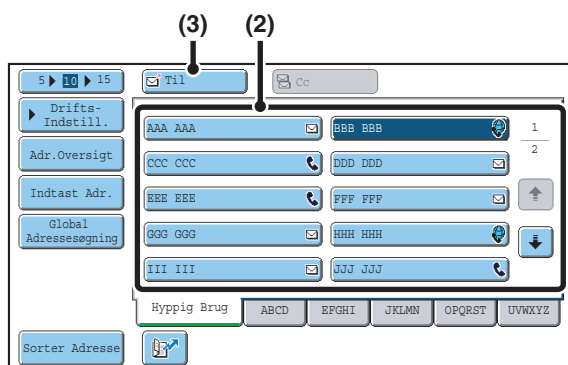 (3) (2)
5 10 15
Til
Cc
Drifts-
Indstill.
Adr.Oversigt
Indtast Adr.
Global
Adressesøgning
Sorter Adresse
AAA AAA
BBB BBB
CCC CCC
DDD DDD
EEE EEE
FFF FFF
GGG GGG
HHH HHH
III III
JJJ JJJ
1
2
Hyppig Brug
ABCD
EFGHI
JKLMN
OPQRST
UVWXYZ